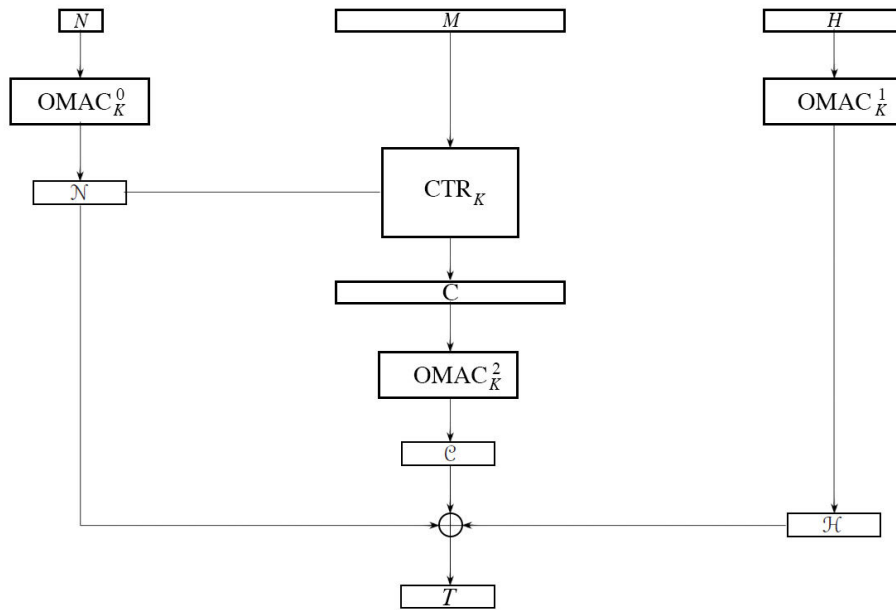 N M H
OMAC⁰_K OMAC¹_K
𝒩 CTR_K
C
OMAC²_K
𝒞
ℋ
T